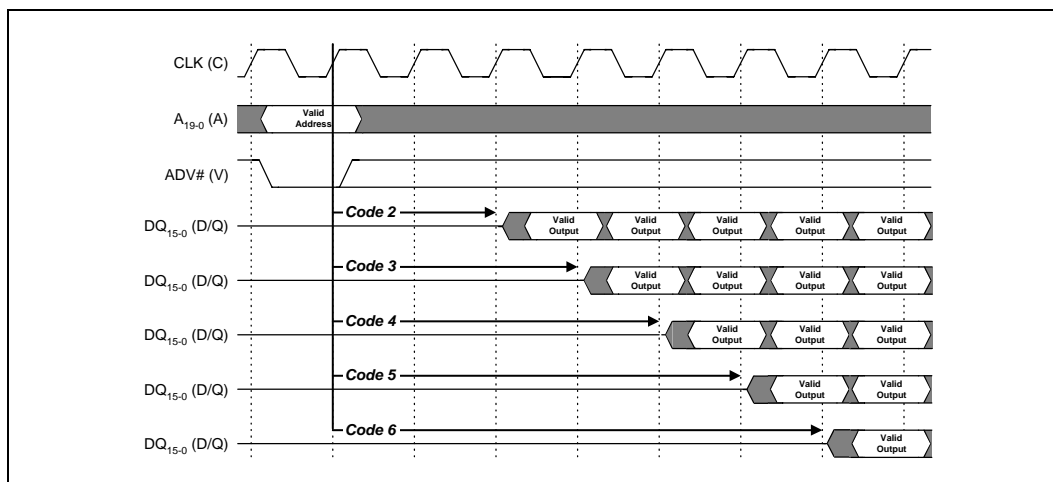 CLK (C)
A19-0 (A)
Valid
Address
ADV# (V)
Code 2
DQ15-0 (D/Q)
Valid
Output
Valid
Output
Valid
Output
Valid
Output
Valid
Output
Code 3
DQ15-0 (D/Q)
Valid
Output
Valid
Output
Valid
Output
Valid
Output
Code 4
DQ15-0 (D/Q)
Valid
Output
Valid
Output
Valid
Output
Code 5
DQ15-0 (D/Q)
Valid
Output
Valid
Output
Code 6
DQ15-0 (D/Q)
Valid
Output